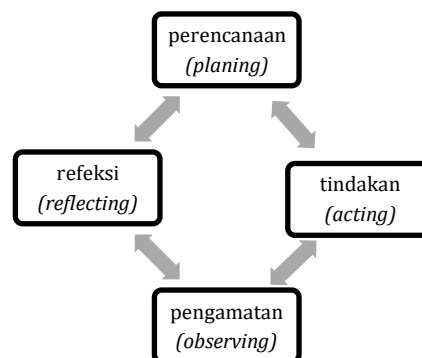 perencanaan
(planing)
refeksi
(reflecting)
tindakan
(acting)
pengamatan
(observing)